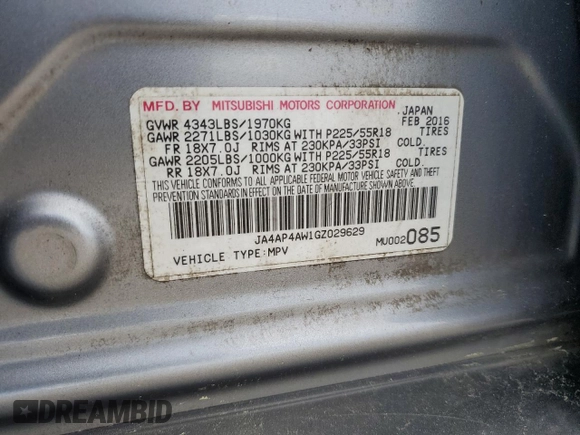 MFD. BY MITSUBISHI MOTORS CORPORATION JAPAN
GVWR 4343LBS/1970KG FEB 2016
GAWR 2271LBS/1030KG WITH P225/55R18 TIRES
FR 18X7.0J RIMS AT 230KPA/33PSI COLD.
GAWR 2205LBS/1000KG WITH P225/55R18 TIRES
RR 18X7.0J RIMS AT 230KPA/33PSI COLD.
THIS VEHICLE CONFORMS TO ALL APPLICABLE FEDERAL MOTOR VEHICLE SAFETY AND THEFT
PREVENTION STANDARDS IN EFFECT ON THE DATE OF MANUFACTURE SHOWN ABOVE.
JA4AP4AW1GZ029629
VEHICLE TYPE:MPV MU002085
DREAMBID